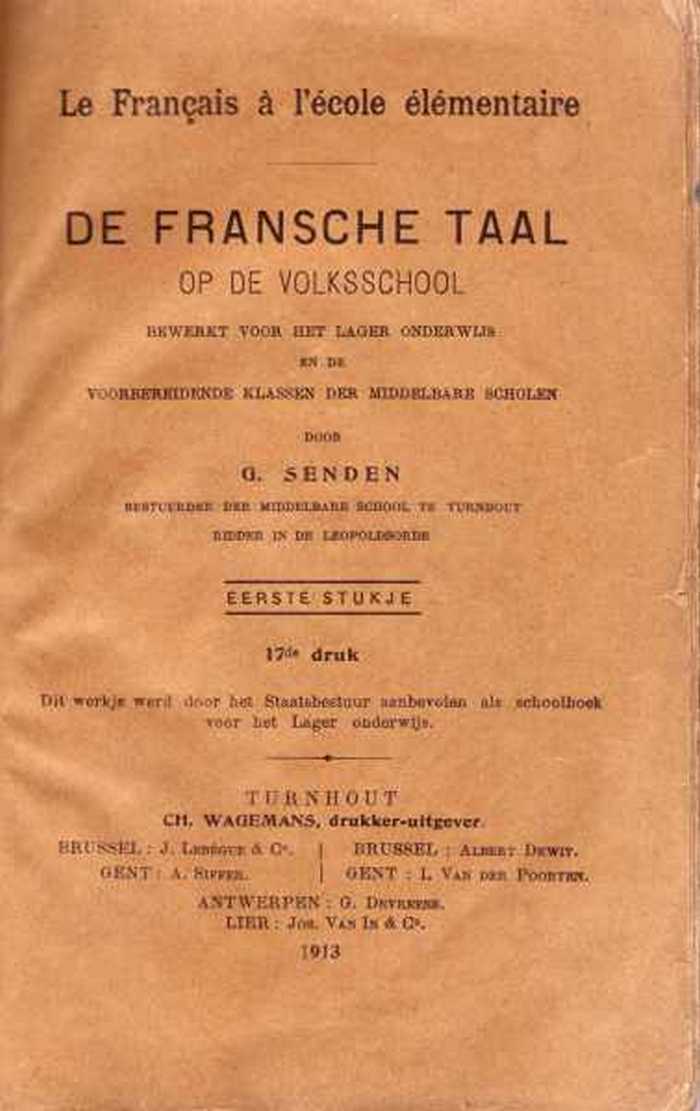 Le Français à l'école élémentaire
DE FRANSCHE TAAL
OP DE VOLKSSCHOOL
BEWERKT VOOR HET LAGER ONDERWIJS
EN DE
VOORBEREIDENDE KLASSEN DER MIDDELBARE SCHOLEN
DOOR
G. SENDEN
BESTUURDER DER MIDDELBARE SCHOOL TE TURNHOUT
RIDDER IN DE LEOPOLDSORDE
EERSTE STUKJE
17de druk
Dit werkje werd door het Staatsbestuur aanbevolen als schoolboek
voor het Lager onderwijs.
TURNHOUT
CH. WAGEMANS, drukker-uitgever.
BRUSSEL : J. LEBÈGUE & Cº. | BRUSSEL : ALBERT DEWIT.
GENT : A. SIFFER. | GENT : I. VAN DER POORTEN.
ANTWERPEN : G. DEVREESE.
LIER : JOS. VAN IN & Cº.
1913